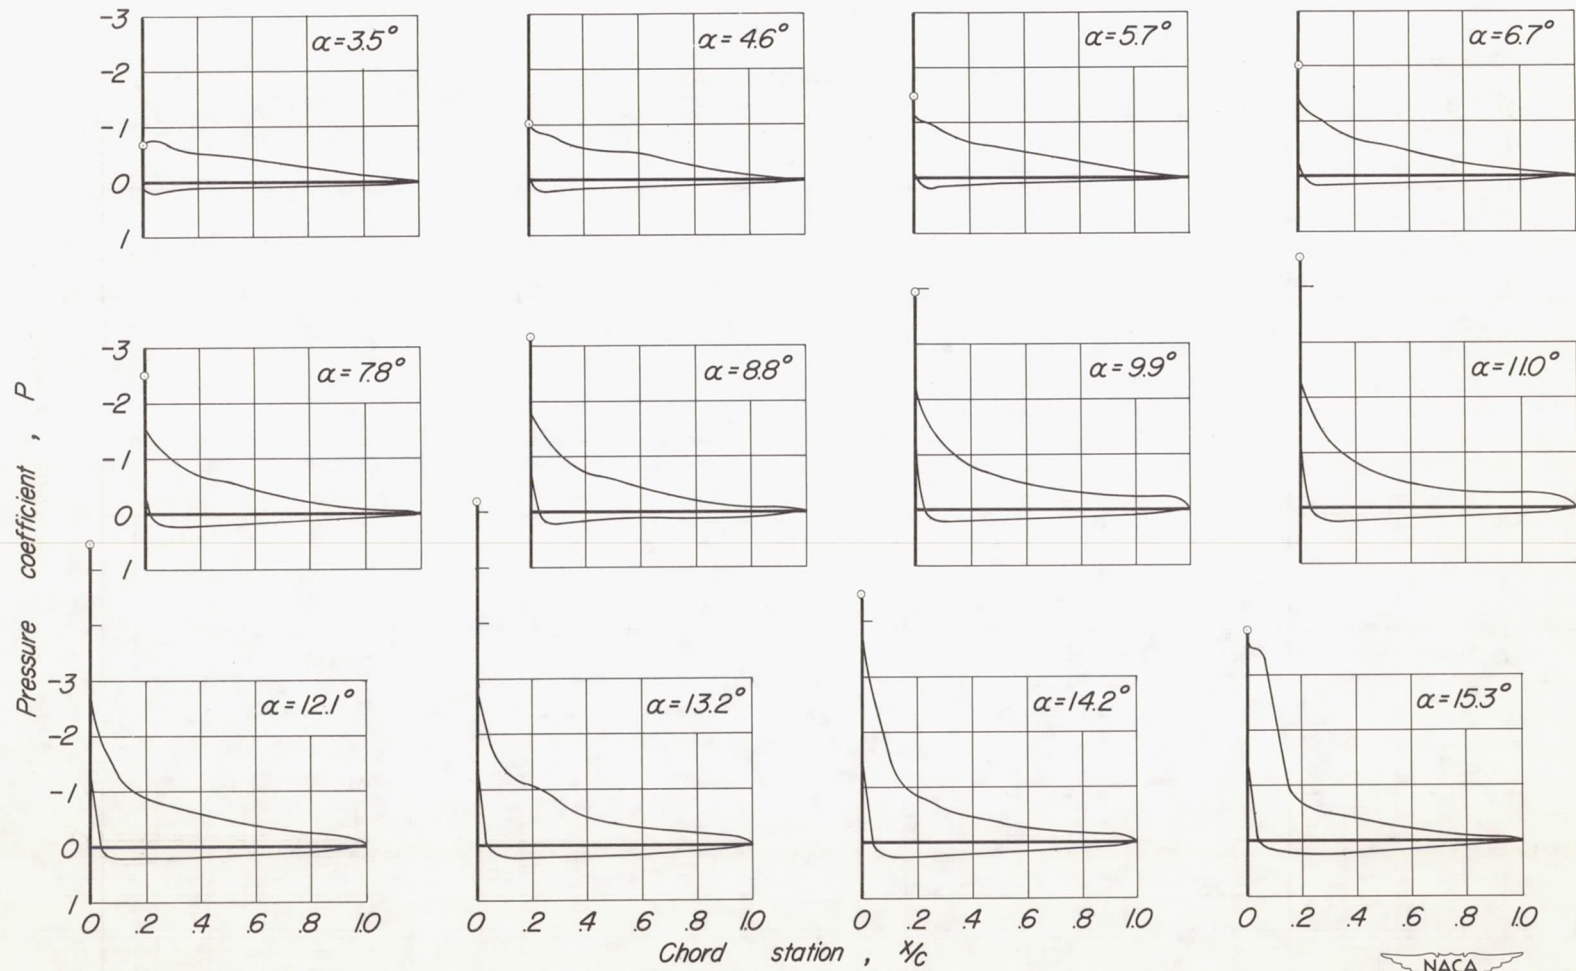 -3
α=3.5°
α=4.6°
α=5.7°
α=6.7°
-2
-1
0
1
-3
α=7.8°
α=8.8°
α=9.9°
α=11.0°
-2
-1
0
1
Pressure coefficient , P
-3
α=12.1°
α=13.2°
α=14.2°
α=15.3°
-2
-1
0
1
0 .2 .4 .6 .8 1.0
0 .2 .4 .6 .8 1.0
0 .2 .4 .6 .8 1.0
0 .2 .4 .6 .8 1.0
Chord station , x/c
NACA